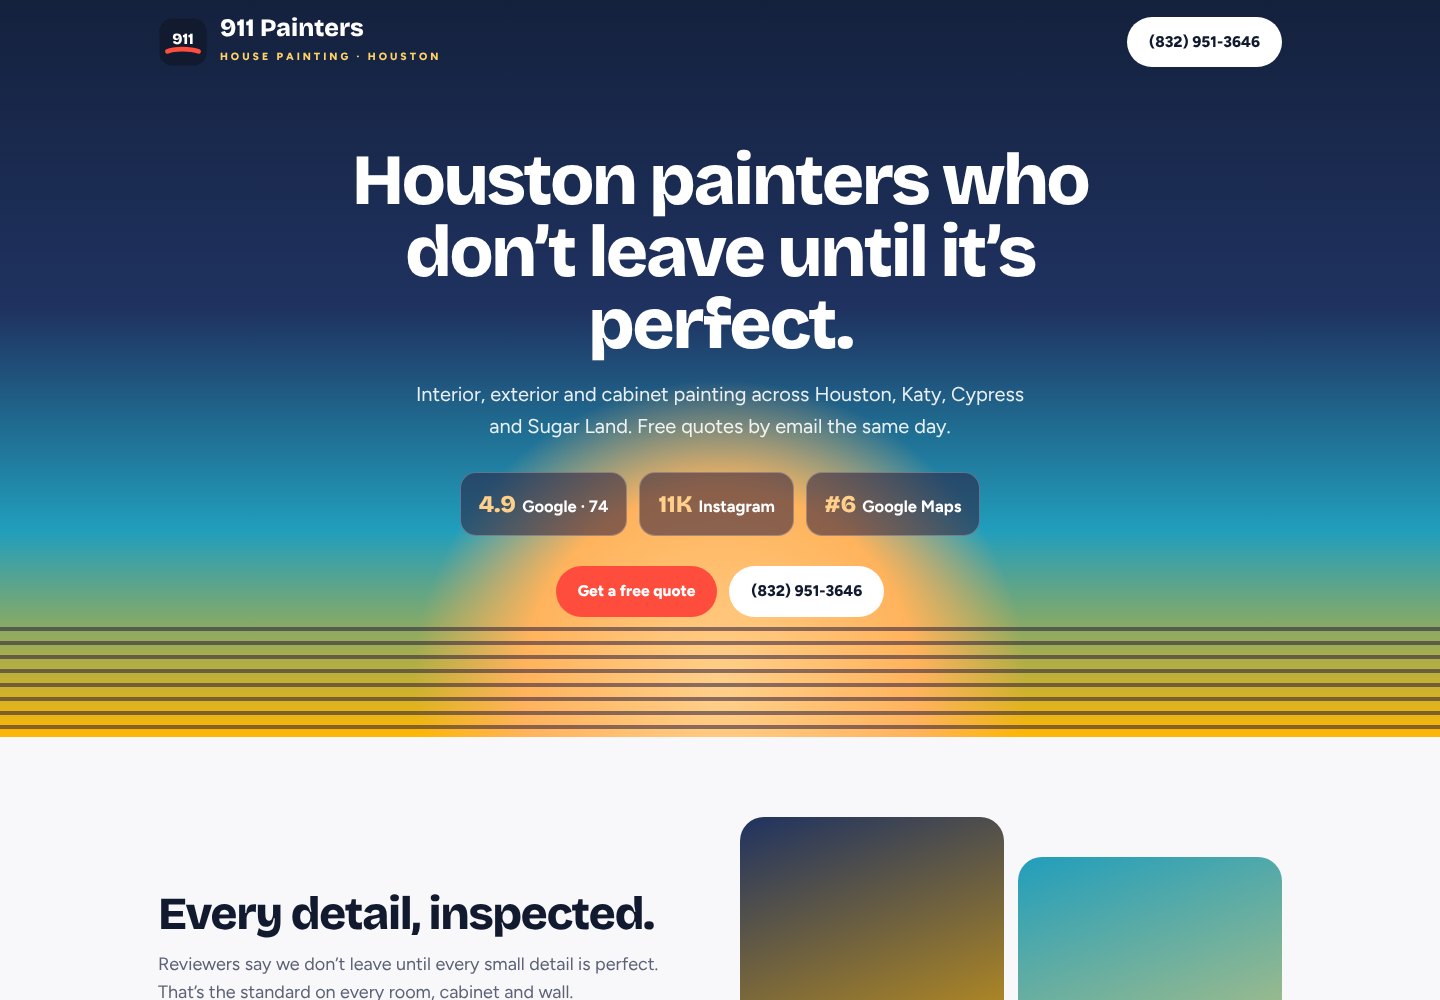 911
911 Painters
HOUSE PAINTING · HOUSTON
(832) 951-3646
Houston painters who
don’t leave until it’s
perfect.
Interior, exterior and cabinet painting across Houston, Katy, Cypress
and Sugar Land. Free quotes by email the same day.
4.9 Google · 74
11K Instagram
#6 Google Maps
Get a free quote
(832) 951-3646
Every detail, inspected.
Reviewers say we don’t leave until every small detail is perfect.
That’s the standard on every room, cabinet and wall.